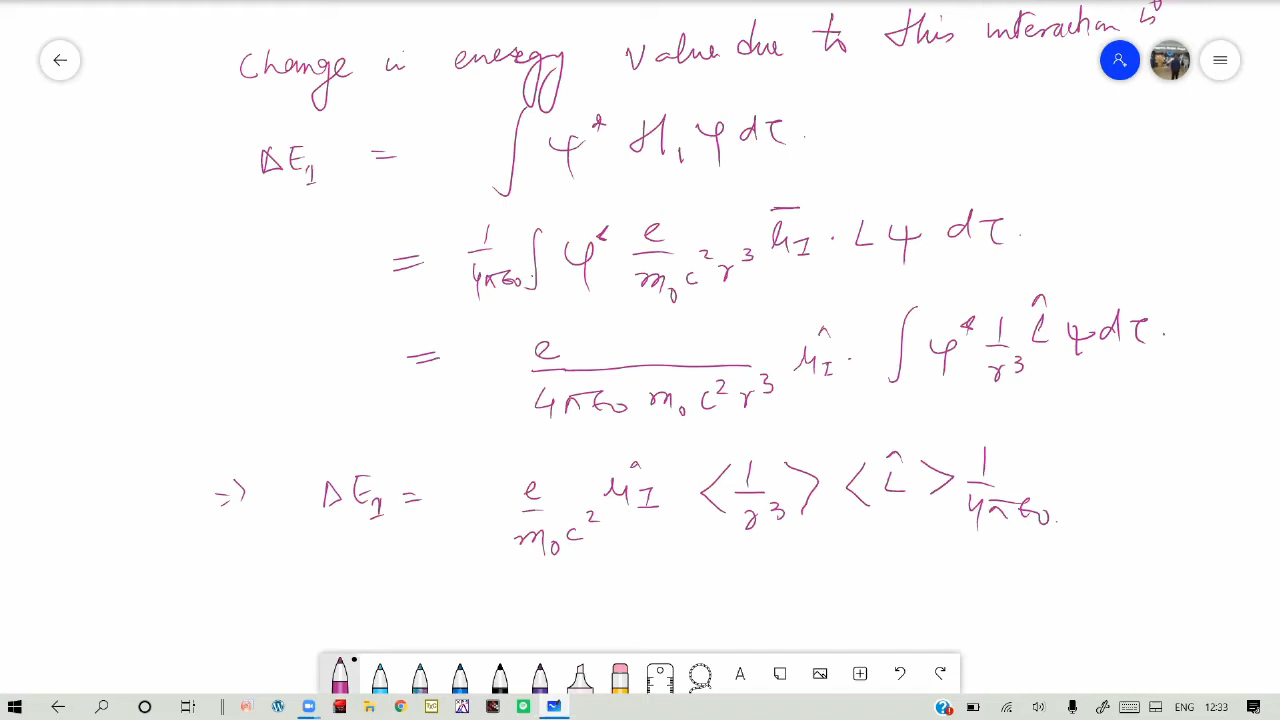 change in energy value due to this interaction is
ΔE₁ = ∫ φ* H₁ φ dτ.
= 1/4πε₀ ∫ φ* e/m₀c²r³ μ̄_I · L ψ dτ.
= e/4πε₀ m₀c²r³ μ̂_I · ∫ φ* 1/r³ L̂ ψ dτ.
=> ΔE₁ = e/m₀c² μ̂_I <1/r³> <L̂> 1/4πε₀.
A
TxC
ENG 12:33